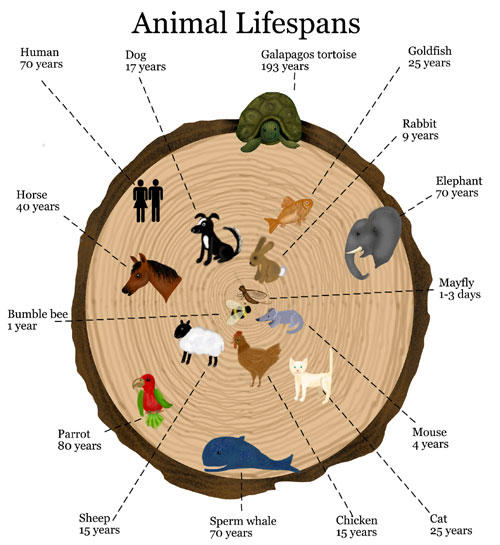 Animal Lifespans
Human
70 years
Dog
17 years
Galapagos tortoise
193 years
Goldfish
25 years
Rabbit
9 years
Elephant
70 years
Horse
40 years
Mayfly
1-3 days
Bumble bee
1 year
Mouse
4 years
Parrot
80 years
Sheep
15 years
Sperm whale
70 years
Chicken
15 years
Cat
25 years